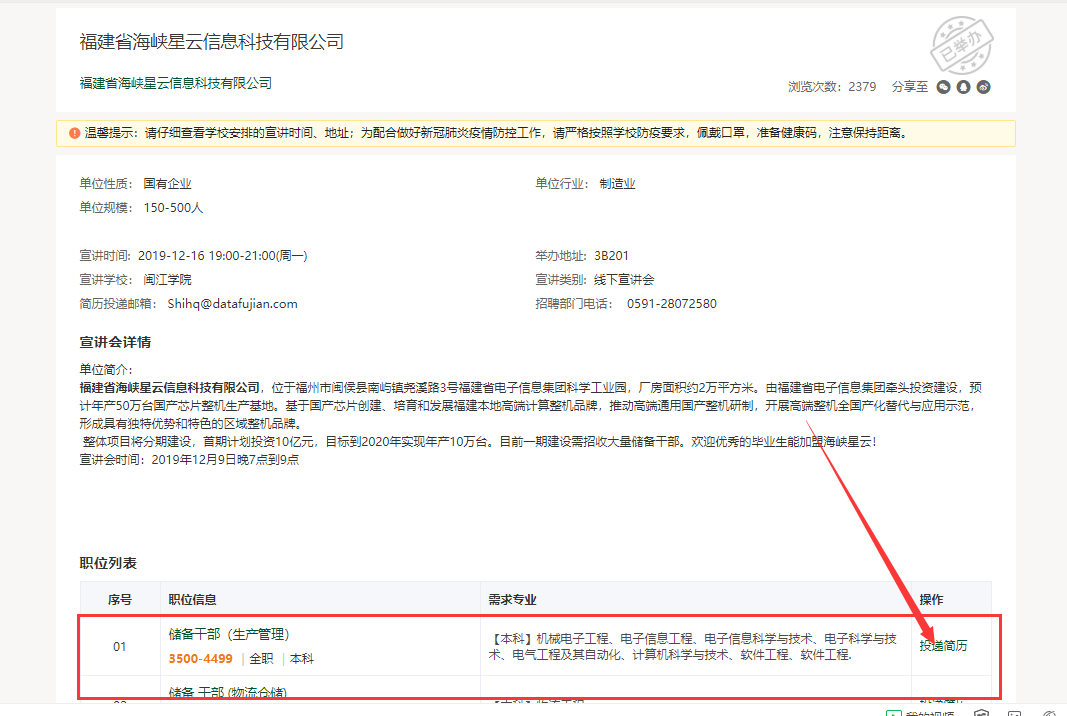 福建省海峡星云信息科技有限公司
已举办
福建省海峡星云信息科技有限公司
浏览次数：2379 分享至
温馨提示：请仔细查看学校安排的宣讲时间、地址；为配合做好新冠肺炎疫情防控工作，请严格按照学校防疫要求，佩戴口罩，准备健康码，注意保持距离。
单位性质： 国有企业 单位行业： 制造业
单位规模： 150-500人
宣讲时间: 2019-12-16 19:00-21:00(周一) 举办地址: 3B201
宣讲学校: 闽江学院 宣讲类别: 线下宣讲会
简历投递邮箱： Shihq@datafujian.com 招聘部门电话： 0591-28072580
宣讲会详情
单位简介：
福建省海峡星云信息科技有限公司，位于福州市闽侯县南屿镇尧溪路3号福建省电子信息集团科学工业园，厂房面积约2万平方米。由福建省电子信息集团牵头投资建设，预
计年产50万台国产芯片整机生产基地。基于国产芯片创建、培育和发展福建本地高端计算整机品牌，推动高端通用国产整机研制，开展高端整机全国产化替代与应用示范，
形成具有独特优势和特色的区域整机品牌。
整体项目将分期建设，首期计划投资10亿元，目标到2020年实现年产10万台。目前一期建设需招收大量储备干部。欢迎优秀的毕业生能加盟海峡星云！
宣讲会时间：2019年12月9日晚7点到9点
职位列表
序号 职位信息 需求专业 操作
储备干部（生产管理）
01 【本科】机械电子工程、电子信息工程、电子信息科学与技术、电子科学与技
术、电气工程及其自动化、计算机科学与技术、软件工程、软件工程.
投递简历
3500-4499 | 全职 | 本科
储备 干部 (物流仓储)